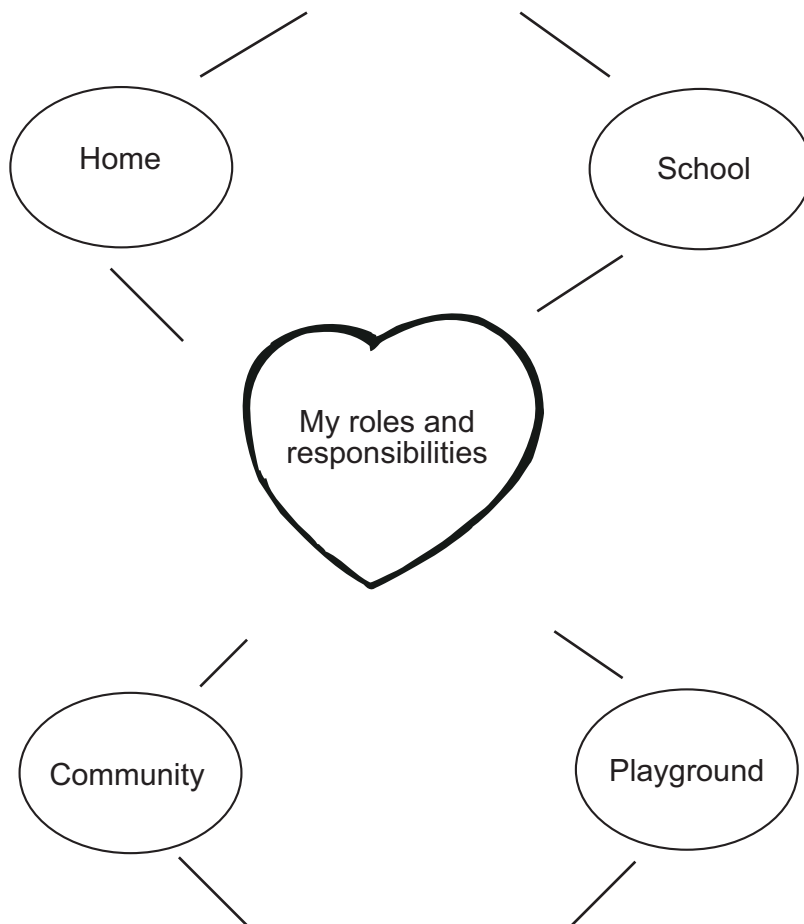 Home
School
My roles and
responsibilities
Community
Playground